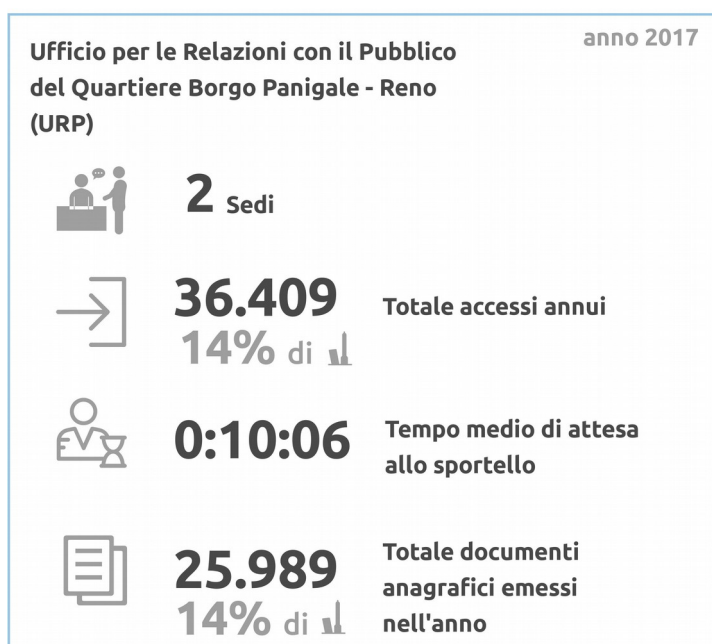 anno 2017
Ufficio per le Relazioni con il Pubblico
del Quartiere Borgo Panigale - Reno
(URP)
2 Sedi
36.409
14% di
Totale accessi annui
0:10:06
Tempo medio di attesa
allo sportello
25.989
14% di
Totale documenti
anagrafici emessi
nell'anno